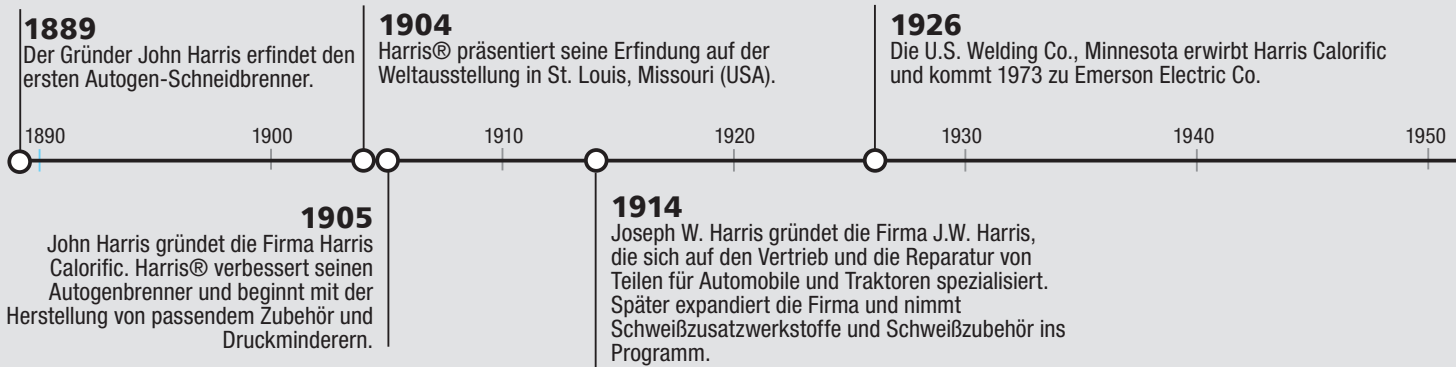 1889
Der Gründer John Harris erfindet den
ersten Autogen-Schneidbrenner.
1904
Harris® präsentiert seine Erfindung auf der
Weltausstellung in St. Louis, Missouri (USA).
1926
Die U.S. Welding Co., Minnesota erwirbt Harris Calorific
und kommt 1973 zu Emerson Electric Co.
1890
1900
1910
1920
1930
1940
1950
1905
John Harris gründet die Firma Harris
Calorific. Harris® verbessert seinen
Autogenbrenner und beginnt mit der
Herstellung von passendem Zubehör und
Druckminderern.
1914
Joseph W. Harris gründet die Firma J.W. Harris,
die sich auf den Vertrieb und die Reparatur von
Teilen für Automobile und Traktoren spezialisiert.
Später expandiert die Firma und nimmt
Schweißzusatzwerkstoffe und Schweißzubehör ins
Programm.